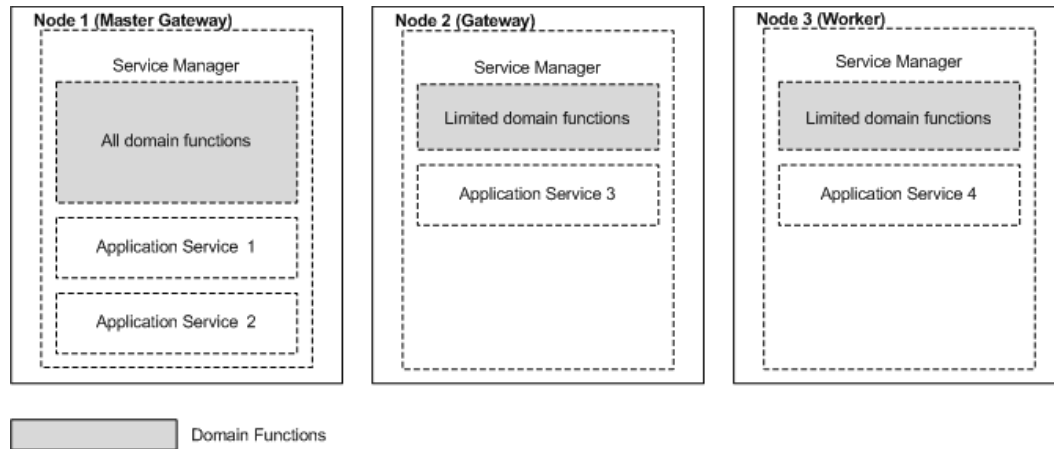 Node 1 (Master Gateway)
Service Manager
All domain functions
Application Service 1
Application Service 2
Node 2 (Gateway)
Service Manager
Limited domain functions
Application Service 3
Node 3 (Worker)
Service Manager
Limited domain functions
Application Service 4
Domain Functions